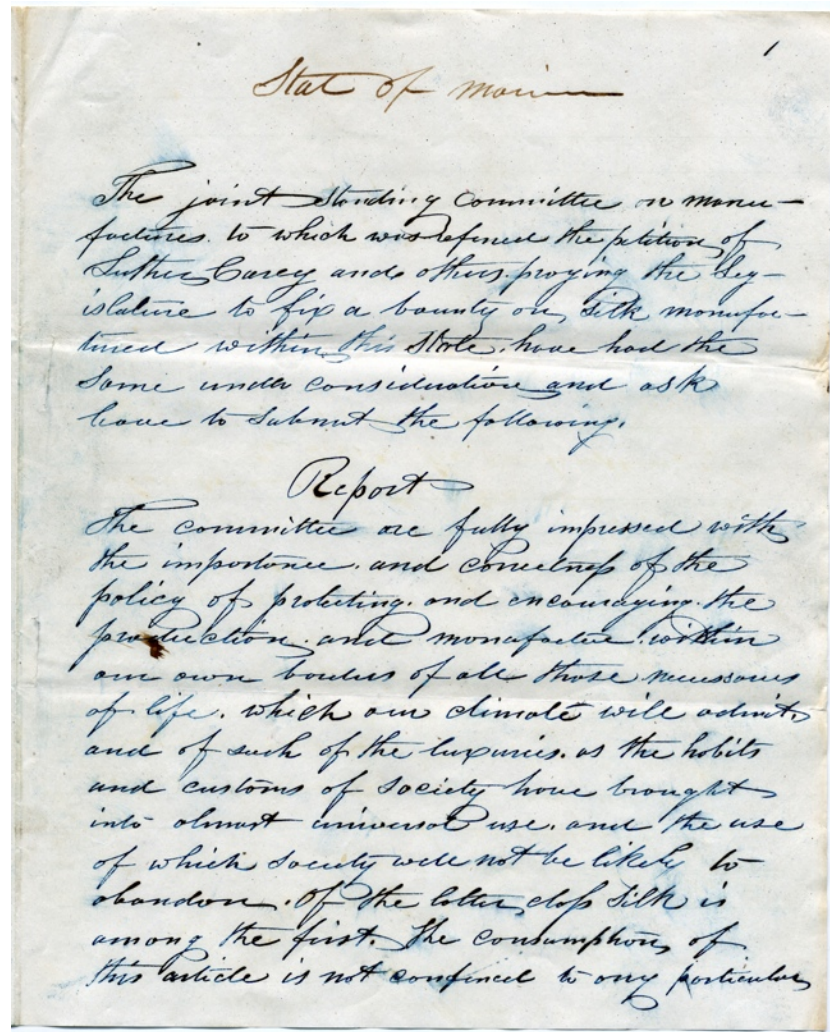 1
State of Maine
The joint Standing Committee on manu-
factures. to which was refered the petition of
Luther Carey and others. praying the Leg-
islature to fix a bounty on Silk manufac-
tured within this State. have had the
Same under consideration and ask
leave to Submit the following.
Report
The committee are fully impressed with
the importance. and correctness of the
policy of protecting. and encouraging. the
production. and manufacture. within
our own borders of all those necessaries
of life. which our climate will admit.
and of such of the luxuries. as the habits
and customs of Society have brought
into almost universal use. and the use
of which Society will not be likely to
abandon. Of the latter class Silk is
among the first. The consumption of
this article is not confined to any particular